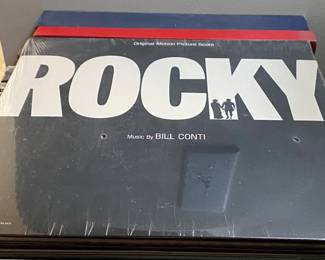 Original Motion Picture Score
ROCKY
Music By BILL CONTI